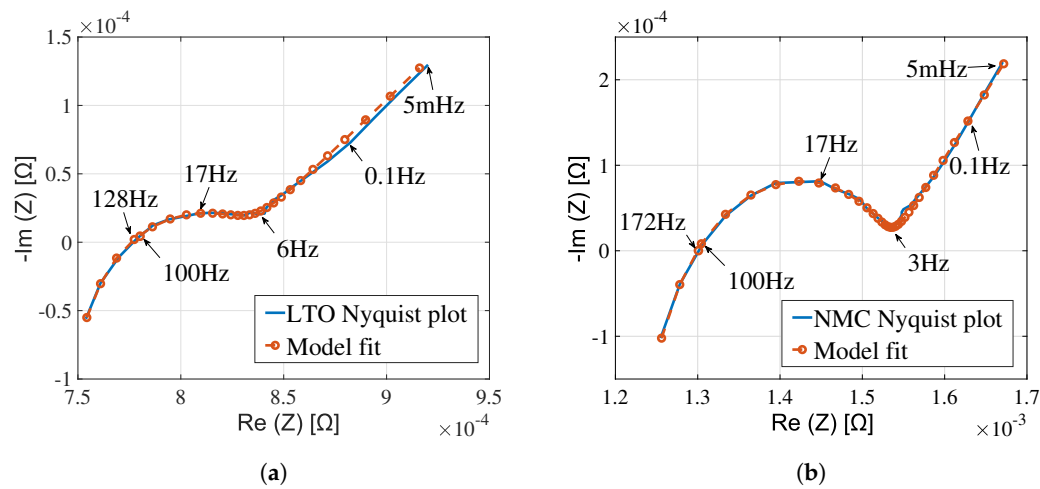 ×10⁻⁴
1.5
1
0.5
0
-0.5
-1
-Im (Z) [Ω]
7.5
8
8.5
9
9.5
Re (Z) [Ω]
×10⁻⁴
128Hz
17Hz
100Hz
6Hz
0.1Hz
5mHz
LTO Nyquist plot
Model fit
(a)
×10⁻⁴
2
1
0
-1
-Im (Z) [Ω]
1.2
1.3
1.4
1.5
1.6
1.7
Re (Z) [Ω]
×10⁻³
172Hz
100Hz
17Hz
3Hz
0.1Hz
5mHz
NMC Nyquist plot
Model fit
(b)